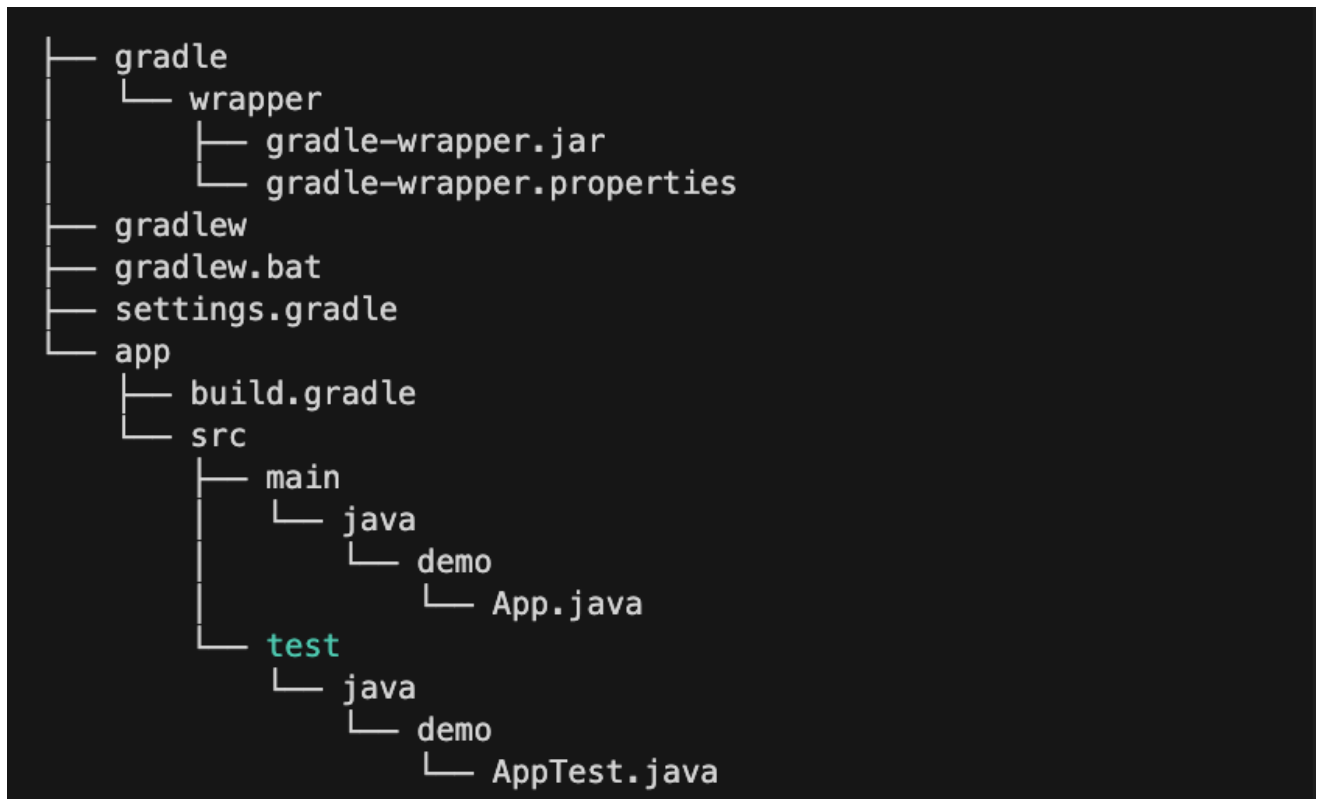 ├── gradle
│   └── wrapper
│       ├── gradle-wrapper.jar
│       └── gradle-wrapper.properties
├── gradlew
├── gradlew.bat
├── settings.gradle
└── app
    ├── build.gradle
    └── src
        ├── main
        │   └── java
        │       └── demo
        │           └── App.java
        └── test
            └── java
                └── demo
                    └── AppTest.java